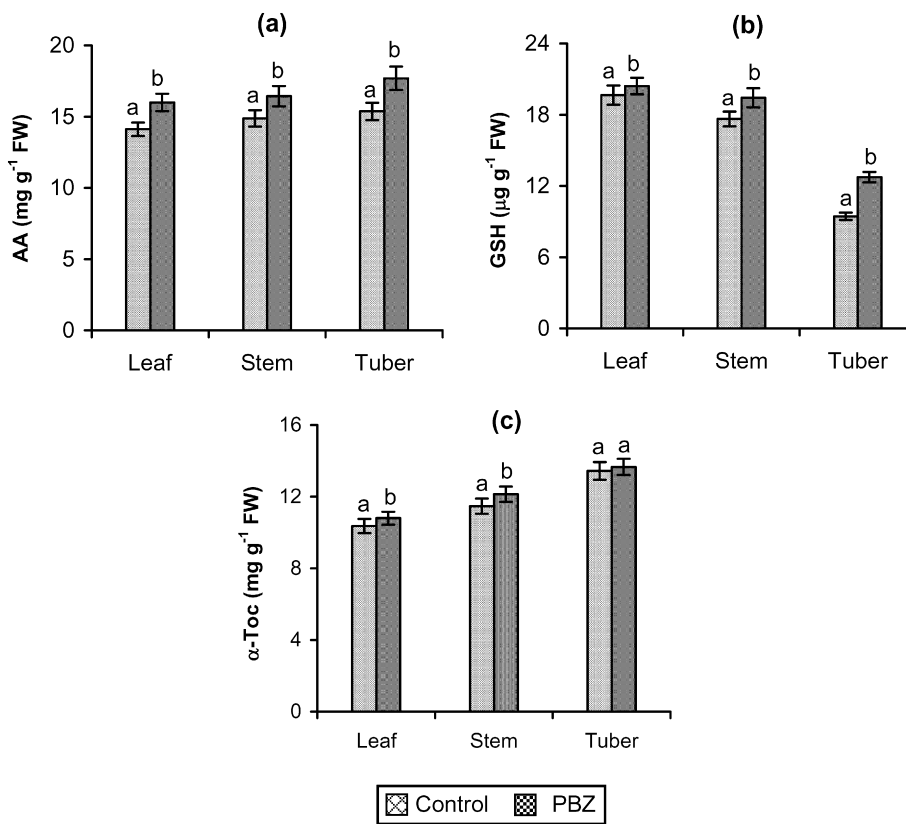 (a)
AA (mg g⁻¹ FW)
20
15
10
5
0
a b a b a b
Leaf Stem Tuber
(b)
GSH (μg g⁻¹ FW)
24
18
12
6
0
a b a b a b
Leaf Stem Tuber
(c)
α-Toc (mg g⁻¹ FW)
16
12
8
4
0
a b a b a a
Leaf Stem Tuber
Control PBZ